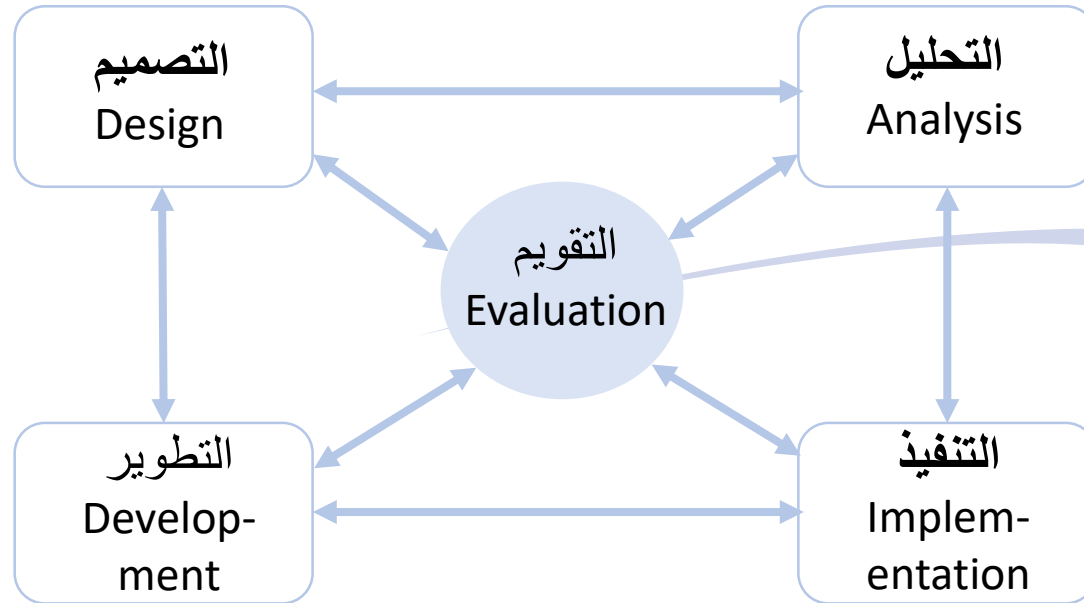 التحليل
Analysis
التصميم
Design
التقويم
Evaluation
التطوير
Develop-
ment
التنفيذ
Implem-
entation